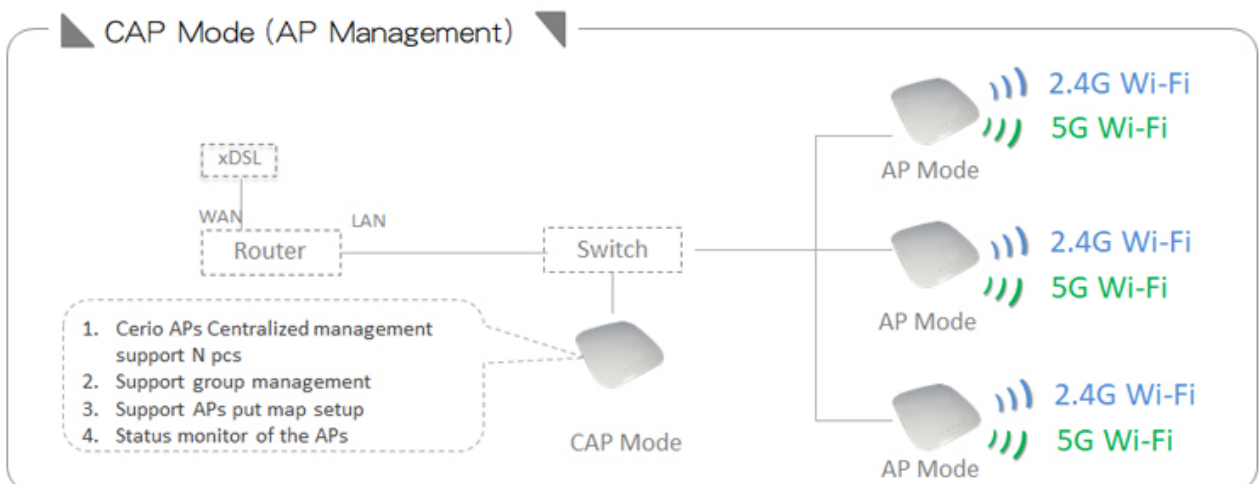 CAP Mode (AP Management)
2.4G Wi-Fi
5G Wi-Fi
AP Mode
xDSL
WAN
LAN
Router
Switch
2.4G Wi-Fi
5G Wi-Fi
AP Mode
1. Cerio APs Centralized management
support N pcs
2. Support group management
3. Support APs put map setup
4. Status monitor of the APs
CAP Mode
2.4G Wi-Fi
5G Wi-Fi
AP Mode